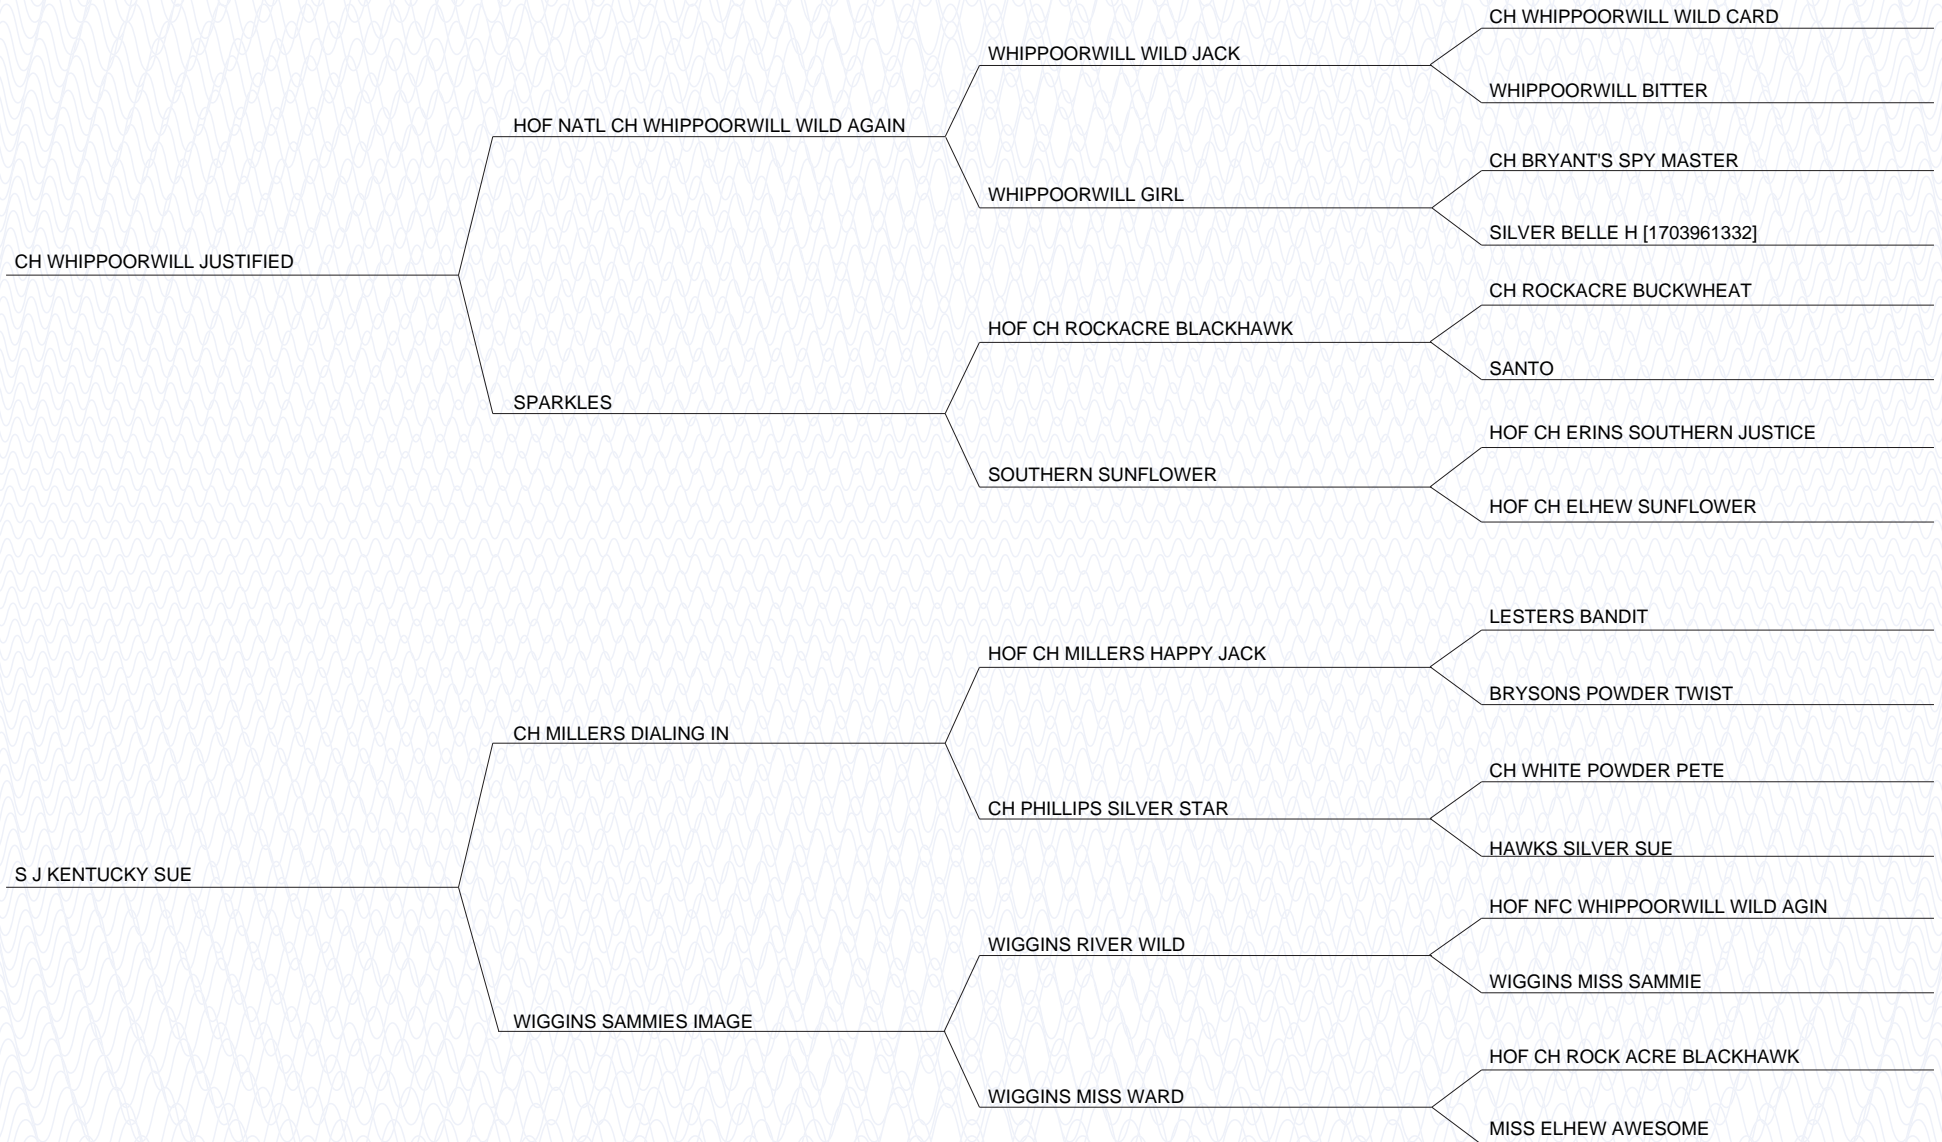 CH WHIPPOORWILL WILD CARD
WHIPPOORWILL WILD JACK
WHIPPOORWILL BITTER
HOF NATL CH WHIPPOORWILL WILD AGAIN
CH BRYANT'S SPY MASTER
WHIPPOORWILL GIRL
SILVER BELLE H [1703961332]
CH WHIPPOORWILL JUSTIFIED
CH ROCKACRE BUCKWHEAT
HOF CH ROCKACRE BLACKHAWK
SANTO
SPARKLES
HOF CH ERINS SOUTHERN JUSTICE
SOUTHERN SUNFLOWER
HOF CH ELHEW SUNFLOWER
LESTERS BANDIT
HOF CH MILLERS HAPPY JACK
BRYSONS POWDER TWIST
CH MILLERS DIALING IN
CH WHITE POWDER PETE
CH PHILLIPS SILVER STAR
HAWKS SILVER SUE
S J KENTUCKY SUE
HOF NFC WHIPPOORWILL WILD AGIN
WIGGINS RIVER WILD
WIGGINS MISS SAMMIE
WIGGINS SAMMIES IMAGE
HOF CH ROCK ACRE BLACKHAWK
WIGGINS MISS WARD
MISS ELHEW AWESOME